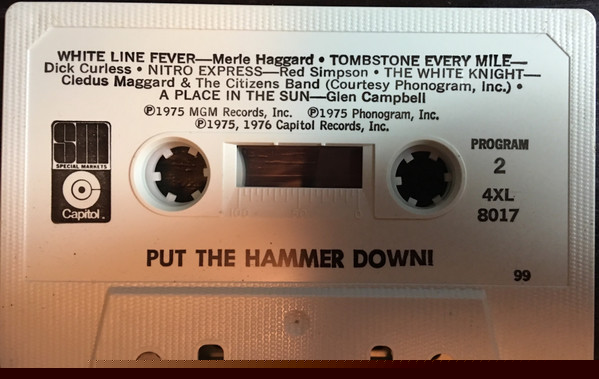 WHITE LINE FEVER—Merle Haggard • TOMBSTONE EVERY MILE—
Dick Curless • NITRO EXPRESS—Red Simpson • THE WHITE KNIGHT—
Cledus Maggard & The Citizens Band (Courtesy Phonogram, Inc.) •
A PLACE IN THE SUN—Glen Campbell
℗1975 MGM Records, Inc. ℗1975 Phonogram, Inc.
℗1975, 1976 Capitol Records, Inc.
SM
SPECIAL MARKETS
Capitol.
PROGRAM
2
4XL
8017
100 50
PUT THE HAMMER DOWN!
99